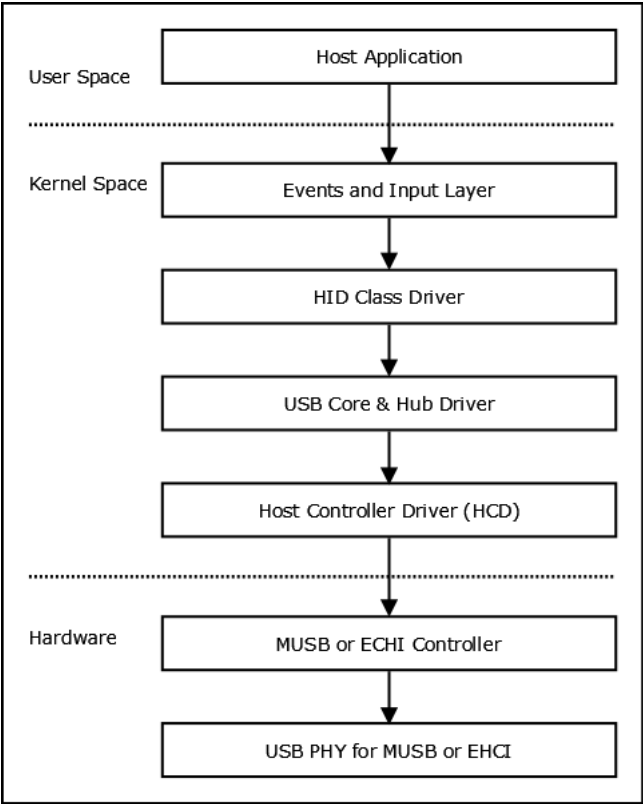 Host Application
User Space
Kernel Space
Events and Input Layer
HID Class Driver
USB Core & Hub Driver
Host Controller Driver (HCD)
Hardware
MUSB or ECHI Controller
USB PHY for MUSB or EHCI